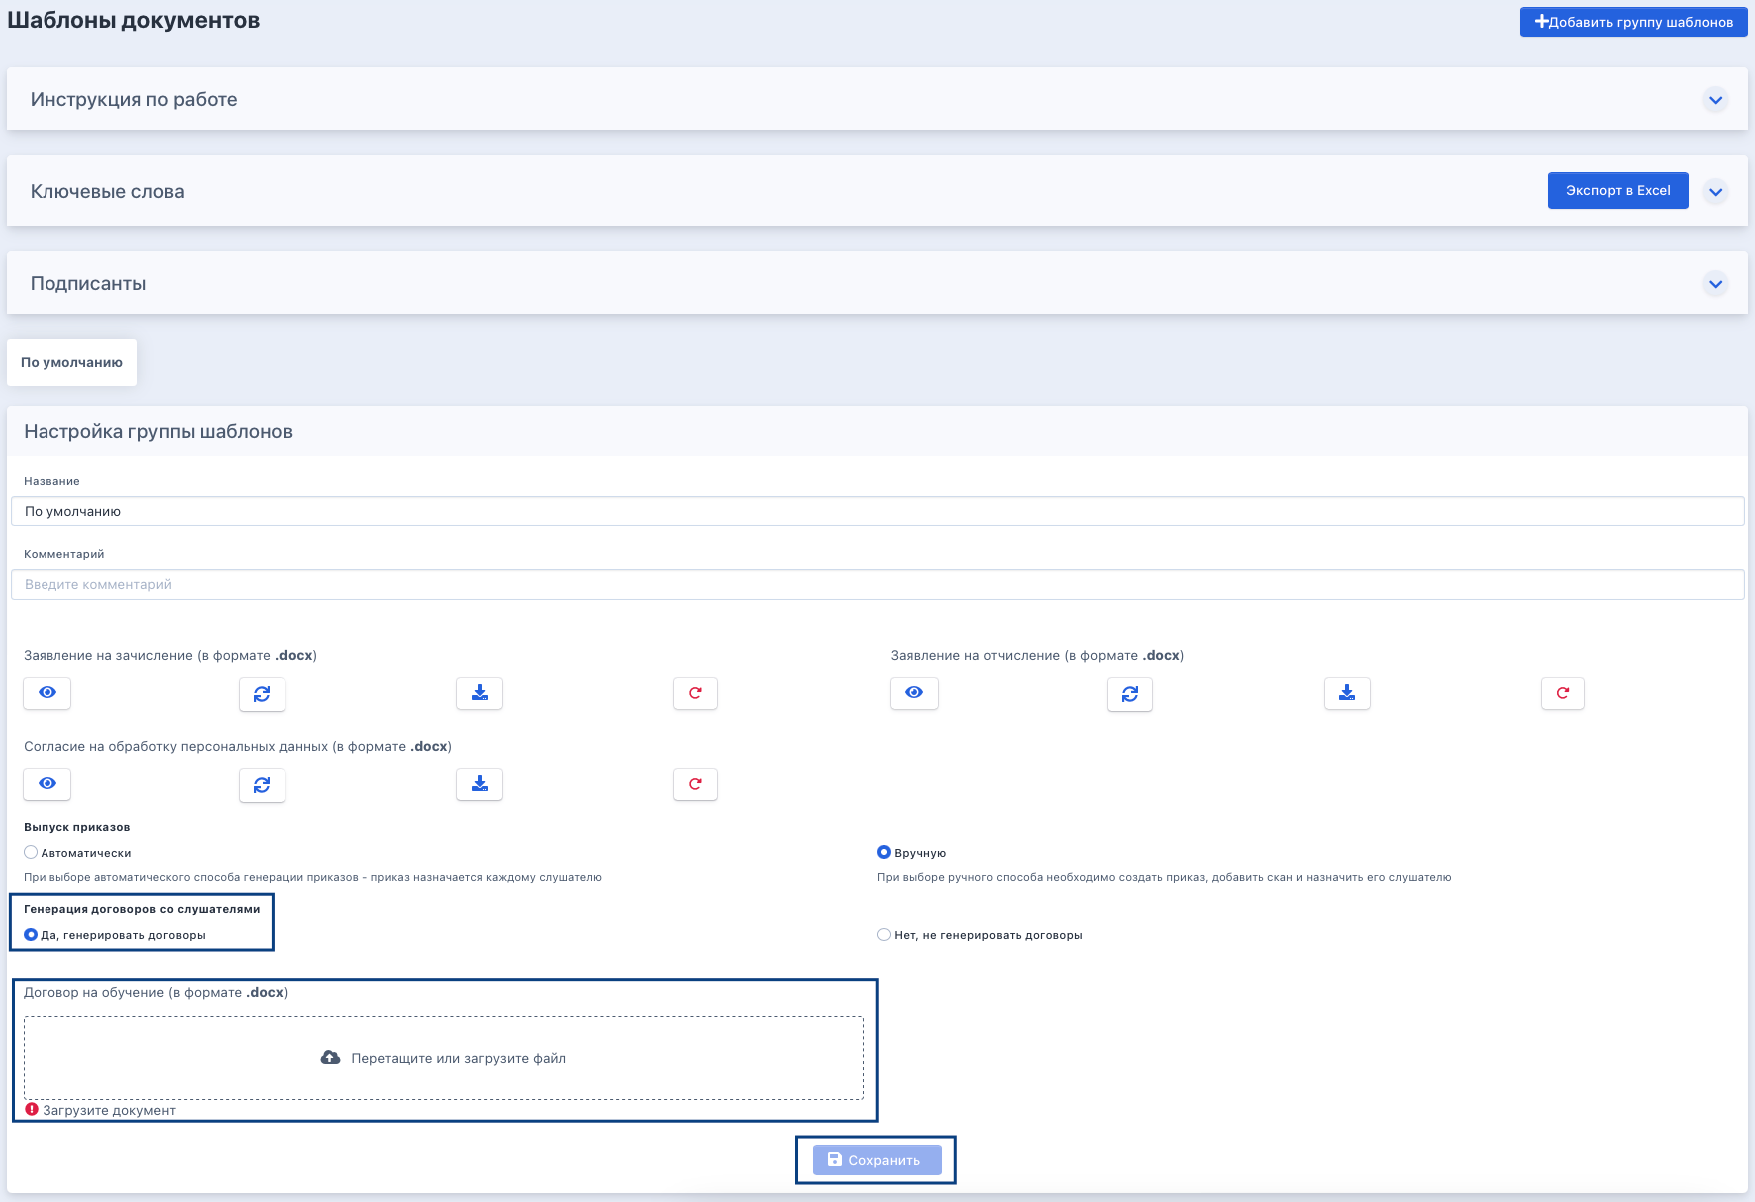 Шаблоны документов
Добавить группу шаблонов
Инструкция по работе
Ключевые слова
Экспорт в Excel
Подписанты
По умолчанию
Настройка группы шаблонов
Название
По умолчанию
Комментарий
Введите комментарий
Заявление на зачисление (в формате .docx)
Заявление на отчисление (в формате .docx)
Согласие на обработку персональных данных (в формате .docx)
Выпуск приказов
Автоматически
Вручную
При выборе автоматического способа генерации приказов - приказ назначается каждому слушателю
При выборе ручного способа необходимо создать приказ, добавить скан и назначить его слушателю
Генерация договоров со слушателями
Да, генерировать договоры
Нет, не генерировать договоры
Договор на обучение (в формате .docx)
Перетащите или загрузите файл
Загрузите документ
Сохранить